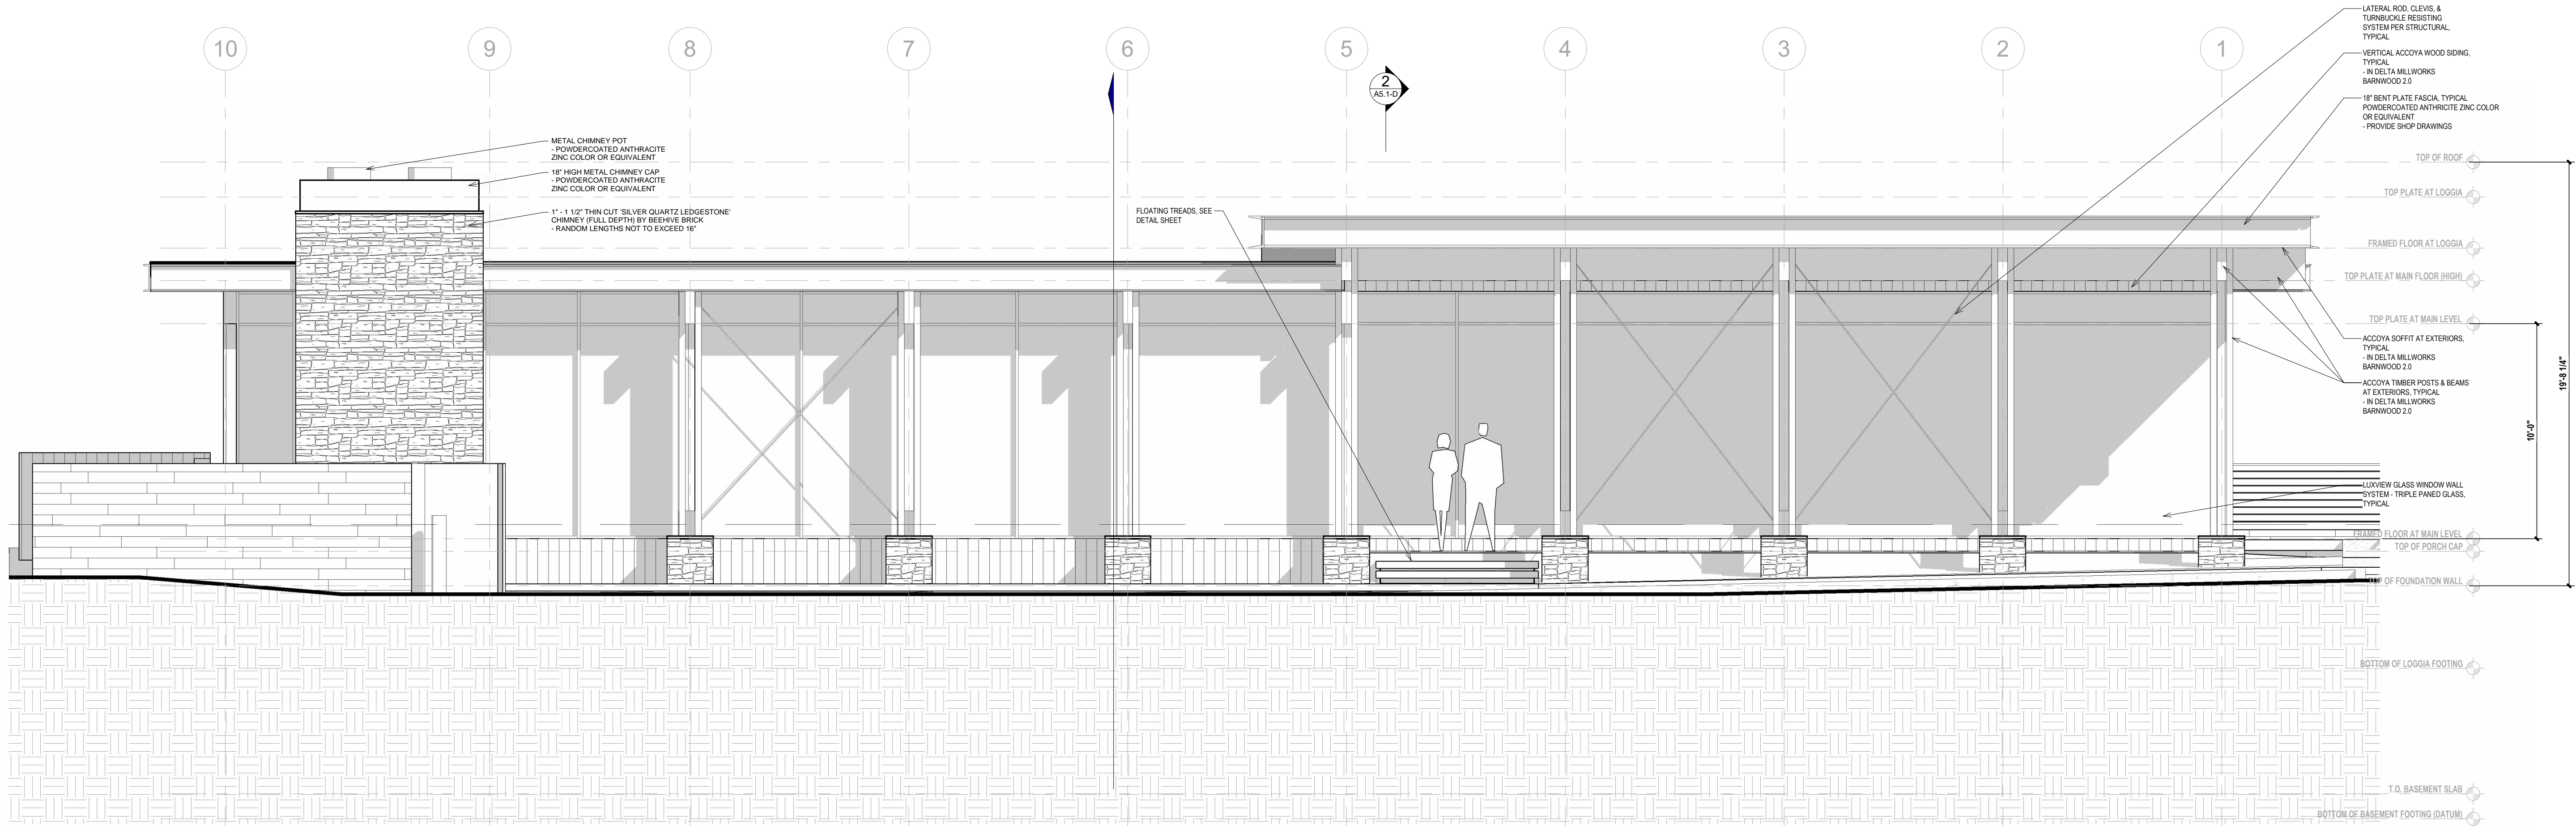 10
9
8
7
6
5
4
3
2
1
2
A5.1-D
LATERAL ROD, CLEVIS, &
TURNBUCKLE RESISTING
SYSTEM PER STRUCTURAL,
TYPICAL
VERTICAL ACCOYA WOOD SIDING,
TYPICAL
- IN DELTA MILLWORKS
BARNWOOD 2.0
18" BENT PLATE FASCIA, TYPICAL
POWDERCOATED ANTHRICITE ZINC COLOR
OR EQUIVALENT
- PROVIDE SHOP DRAWINGS
METAL CHIMNEY POT
- POWDERCOATED ANTHRACITE
ZINC COLOR OR EQUIVALENT
18" HIGH METAL CHIMNEY CAP
- POWDERCOATED ANTHRACITE
ZINC COLOR OR EQUIVALENT
1" - 1 1/2" THIN CUT 'SILVER QUARTZ LEDGESTONE'
CHIMNEY (FULL DEPTH) BY BEEHIVE BRICK
- RANDOM LENGTHS NOT TO EXCEED 16"
FLOATING TREADS, SEE
DETAIL SHEET
TOP OF ROOF
TOP PLATE AT LOGGIA
FRAMED FLOOR AT LOGGIA
TOP PLATE AT MAIN FLOOR (HIGH)
TOP PLATE AT MAIN LEVEL
ACCOYA SOFFIT AT EXTERIORS,
TYPICAL
- IN DELTA MILLWORKS
BARNWOOD 2.0
ACCOYA TIMBER POSTS & BEAMS
AT EXTERIORS, TYPICAL
- IN DELTA MILLWORKS
BARNWOOD 2.0
19'-8 1/4"
10'-0"
LUXVIEW GLASS WINDOW WALL
SYSTEM - TRIPLE PANED GLASS,
TYPICAL
FRAMED FLOOR AT MAIN LEVEL
TOP OF PORCH CAP
TOP OF FOUNDATION WALL
BOTTOM OF LOGGIA FOOTING
T.O. BASEMENT SLAB
BOTTOM OF BASEMENT FOOTING (DATUM)